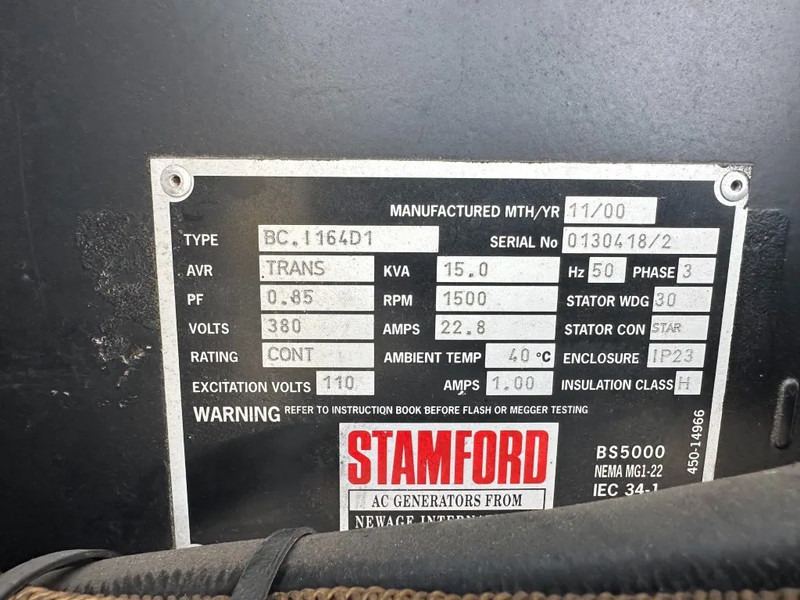 MANUFACTURED MTH/YR 11/00
TYPE BC.I164D1 SERIAL No 0130418/2
AVR TRANS KVA 15.0 Hz 50 PHASE 3
PF 0.85 RPM 1500 STATOR WDG 30
VOLTS 380 AMPS 22.8 STATOR CON STAR
RATING CONT AMBIENT TEMP 40 °C ENCLOSURE IP23
EXCITATION VOLTS 110 AMPS 1.00 INSULATION CLASS H
WARNING REFER TO INSTRUCTION BOOK BEFORE FLASH OR MEGGER TESTING
STAMFORD
AC GENERATORS FROM
NEWAGE
BS5000
NEMA MG1-22
IEC 34-1
450-14966